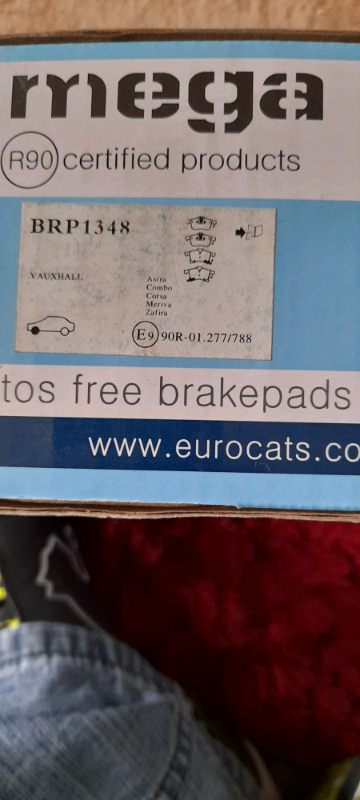 mega
R90 certified products
BRP1348
VAUXHALL
Astra
Combo
Corsa
Meriva
Zafira
E9 90R-01.277/788
tos free brakepads
www.eurocats.co